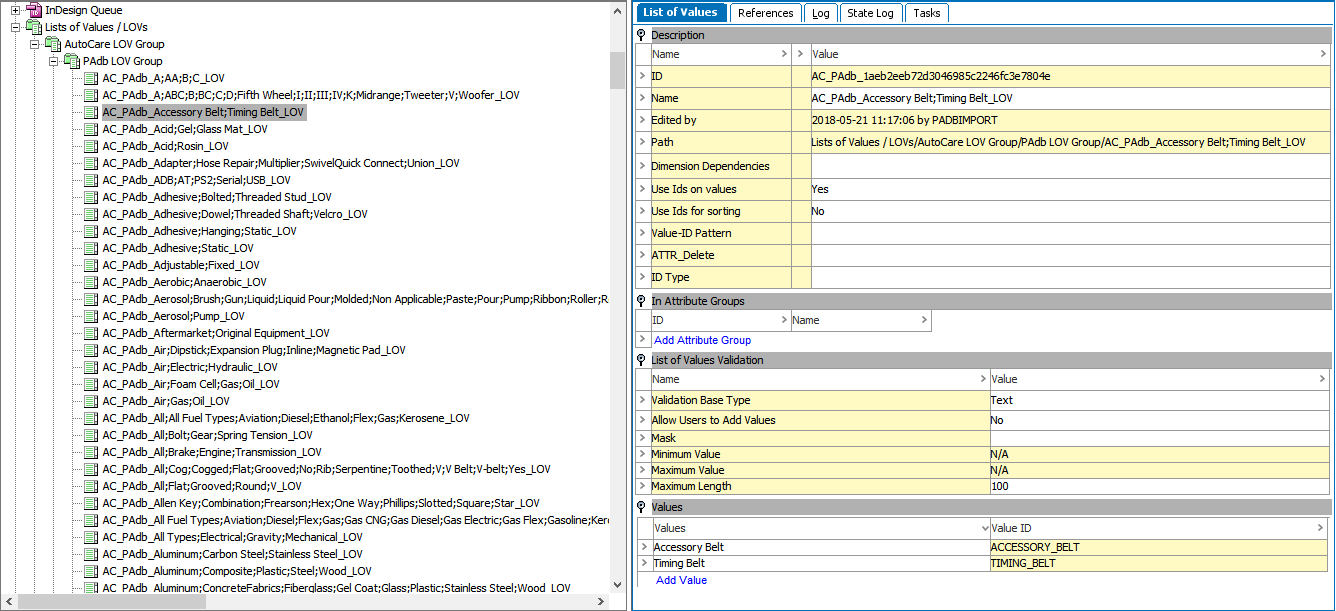 InDesign Queue
Lists of Values / LOVs
AutoCare LOV Group
PAdb LOV Group
AC_PAdb_A;AA;B;C_LOV
AC_PAdb_A;ABC;B;BC;C;D;Fifth Wheel;I;II;III;IV;K;Midrange;Tweeter;V;Woofer_LOV
AC_PAdb_Accessory Belt;Timing Belt_LOV
AC_PAdb_Acid;Gel;Glass Mat_LOV
AC_PAdb_Acid;Rosin_LOV
AC_PAdb_Adapter;Hose Repair;Multiplier;SwivelQuick Connect;Union_LOV
AC_PAdb_ADB;AT;PS2;Serial;USB_LOV
AC_PAdb_Adhesive;Bolted;Threaded Stud_LOV
AC_PAdb_Adhesive;Dowel;Threaded Shaft;Velcro_LOV
AC_PAdb_Adhesive;Hanging;Static_LOV
AC_PAdb_Adhesive;Static_LOV
AC_PAdb_Adjustable;Fixed_LOV
AC_PAdb_Aerobic;Anaerobic_LOV
AC_PAdb_Aerosol;Brush;Gun;Liquid;Liquid Pour;Molded;Non Applicable;Paste;Pour;Pump;Ribbon;Roller;R
AC_PAdb_Aerosol;Pump_LOV
AC_PAdb_Aftermarket;Original Equipment_LOV
AC_PAdb_Air;Dipstick;Expansion Plug;Inline;Magnetic Pad_LOV
AC_PAdb_Air;Electric;Hydraulic_LOV
AC_PAdb_Air;Foam Cell;Gas;Oil_LOV
AC_PAdb_Air;Gas;Oil_LOV
AC_PAdb_All;All Fuel Types;Aviation;Diesel;Ethanol;Flex;Gas;Kerosene_LOV
AC_PAdb_All;Bolt;Gear;Spring Tension_LOV
AC_PAdb_All;Brake;Engine;Transmission_LOV
AC_PAdb_All;Cog;Cogged;Flat;Grooved;No;Rib;Serpentine;Toothed;V;V Belt;V-belt;Yes_LOV
AC_PAdb_All;Flat;Grooved;Round;V_LOV
AC_PAdb_Allen Key;Combination;Frearson;Hex;One Way;Phillips;Slotted;Square;Star_LOV
AC_PAdb_All Fuel Types;Aviation;Diesel;Flex;Gas;Gas CNG;Gas Diesel;Gas Electric;Gas Flex;Gasoline;Ker
AC_PAdb_All Types;Electrical;Gravity;Mechanical_LOV
AC_PAdb_Aluminum;Carbon Steel;Stainless Steel_LOV
AC_PAdb_Aluminum;Composite;Plastic;Steel;Wood_LOV
AC_PAdb_Aluminum;ConcreteFabrics;Fiberglass;Gel Coat;Glass;Plastic;Stainless Steel;Wood_LOV
List of Values References Log State Log Tasks
Description
Name > > Value >
> ID AC_PAdb_1aeb2eeb72d3046985c2246fc3e7804e
> Name AC_PAdb_Accessory Belt;Timing Belt_LOV
> Edited by 2018-05-21 11:17:06 by PADBIMPORT
> Path Lists of Values / LOVs/AutoCare LOV Group/PAdb LOV Group/AC_PAdb_Accessory Belt;Timing Belt_LOV
> Dimension Dependencies
> Use Ids on values Yes
> Use Ids for sorting No
> Value-ID Pattern
> ATTR_Delete
> ID Type
In Attribute Groups
ID > Name >
> Add Attribute Group
List of Values Validation
Name > Value >
> Validation Base Type Text
> Allow Users to Add Values No
> Mask
> Minimum Value N/A
> Maximum Value N/A
> Maximum Length 100
Values
Values Value ID >
> Accessory Belt ACCESSORY_BELT
> Timing Belt TIMING_BELT
Add Value